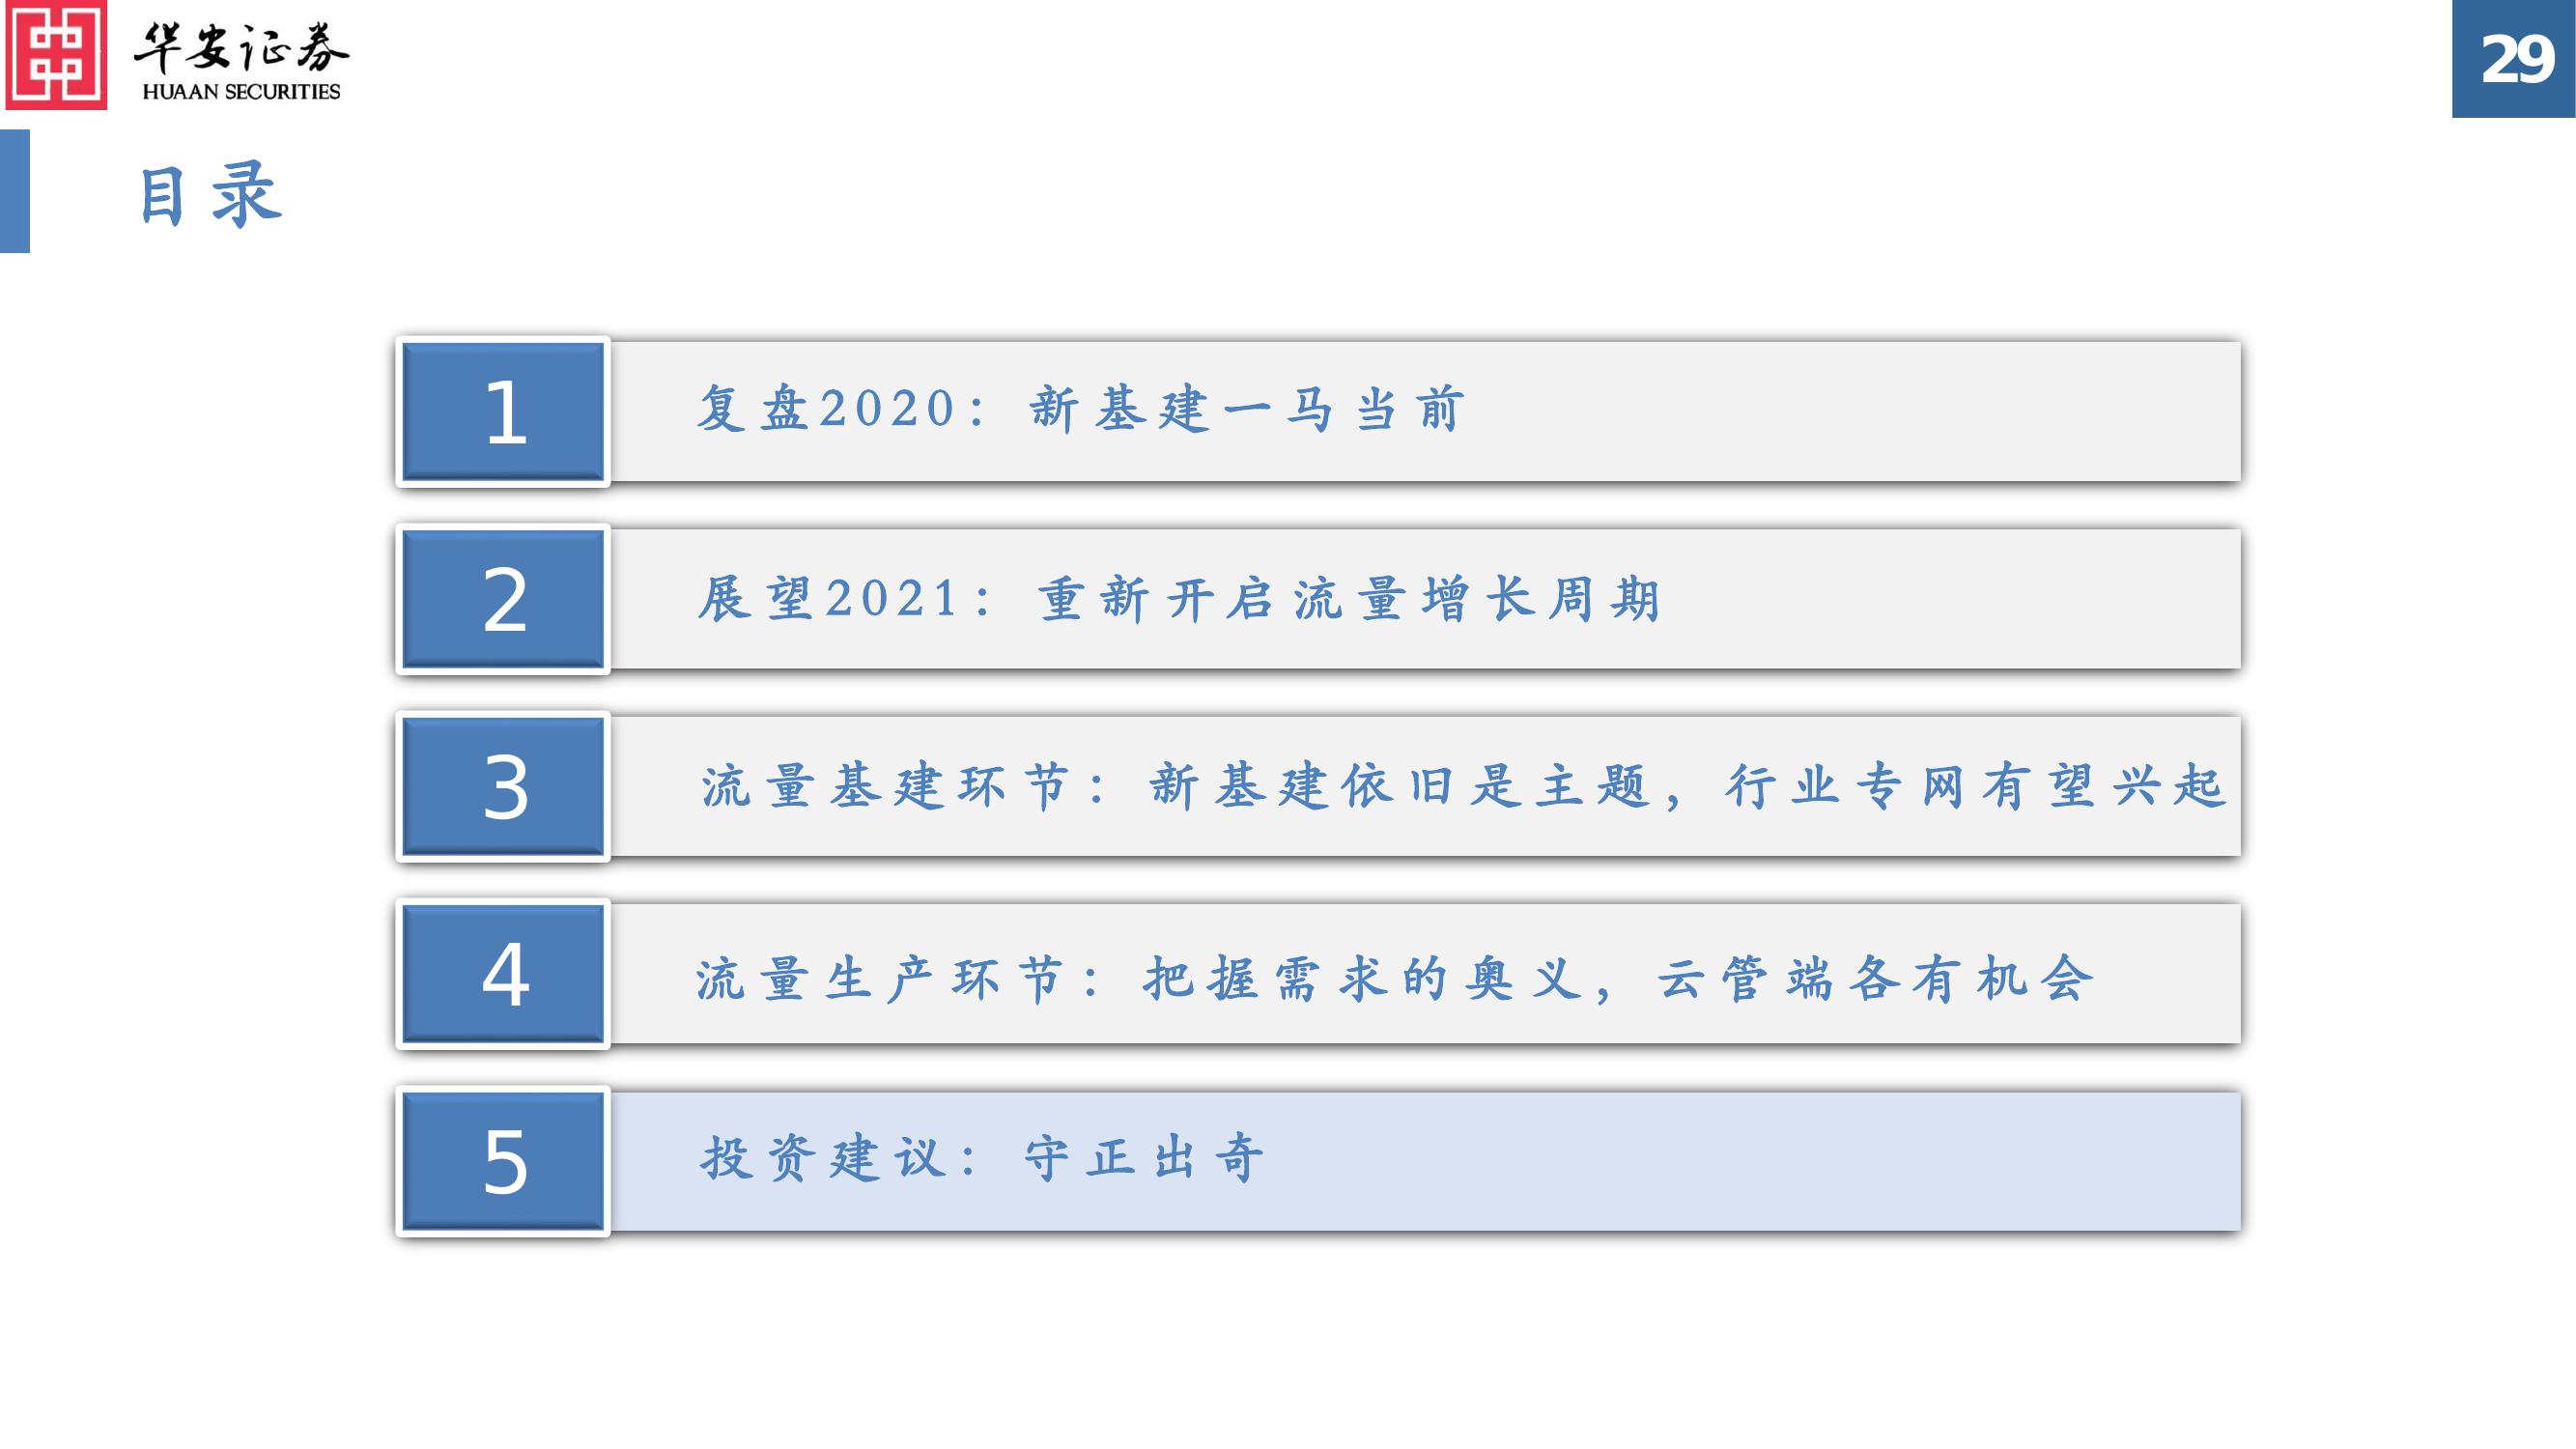 华安证券
HUAAN SECURITIES
29
目录
1
复盘2020：新基建一马当前
2
展望2021：重新开启流量增长周期
3
流量基建环节：新基建依旧是主题，行业专网有望兴起
4
流量生产环节：把握需求的奥义，云管端各有机会
5
投资建议：守正出奇